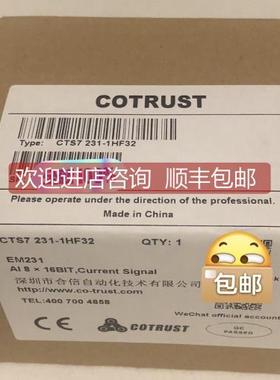 COTRUST
Type: CTS7 231-1HF32
欢迎进店咨询 顺丰包邮
Please operate under the direction of the professional.
Made in China
CTS7 231-1HF32 QTY: 1
EM231
AI 8 × 16BIT,Current Signal
深圳市合信自动化技术有限公司
http://www.co-trust.com
TEL:400 700 4858
包邮
WeChat official account
CE
COTRUST
QC
PASSED